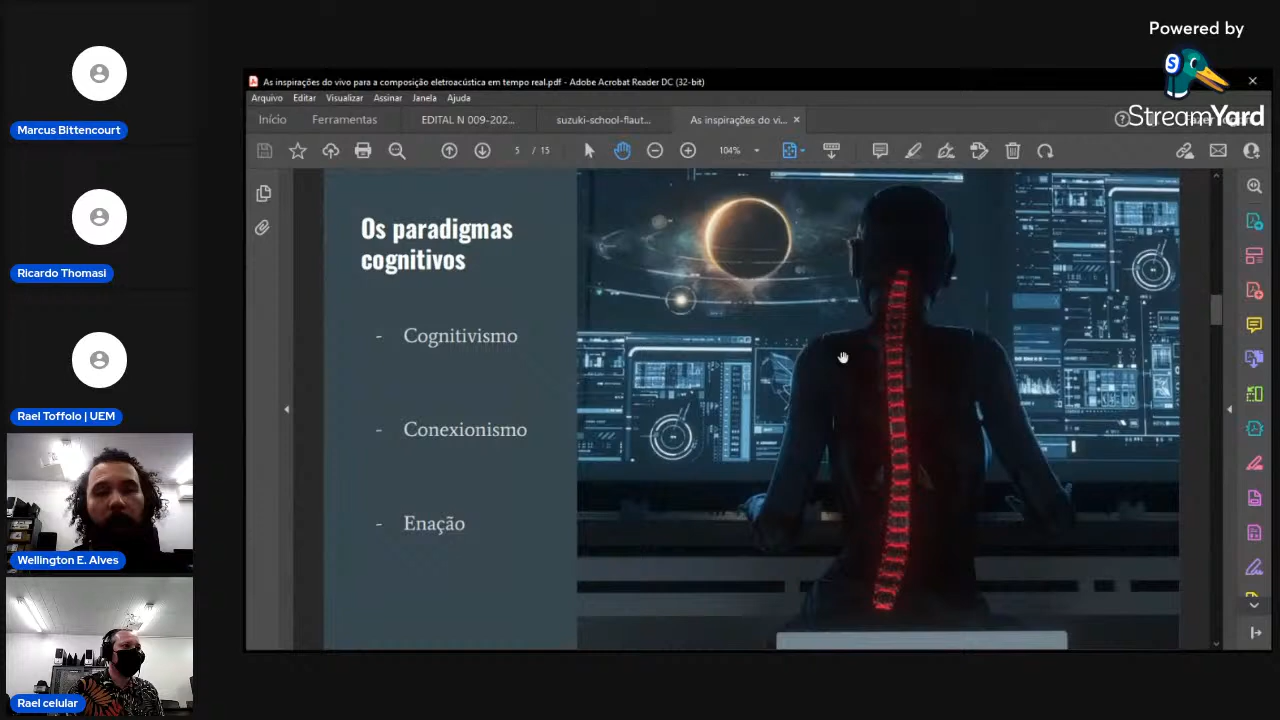 Powered by
StreamYard
Marcus Bittencourt
Ricardo Thomasi
Rael Toffolo | UEM
Wellington E. Alves
Rael celular
As inspirações do vivo para a composição eletroacústica em tempo real.pdf - Adobe Acrobat Reader DC (32-bit)
Arquivo Editar Visualizar Assinar Janela Ajuda
Início Ferramentas EDITAL N 009-202... suzuki-school-flaut... As inspirações do vi...
5 / 15 104%
Os paradigmas
cognitivos
- Cognitivismo
- Conexionismo
- Enação